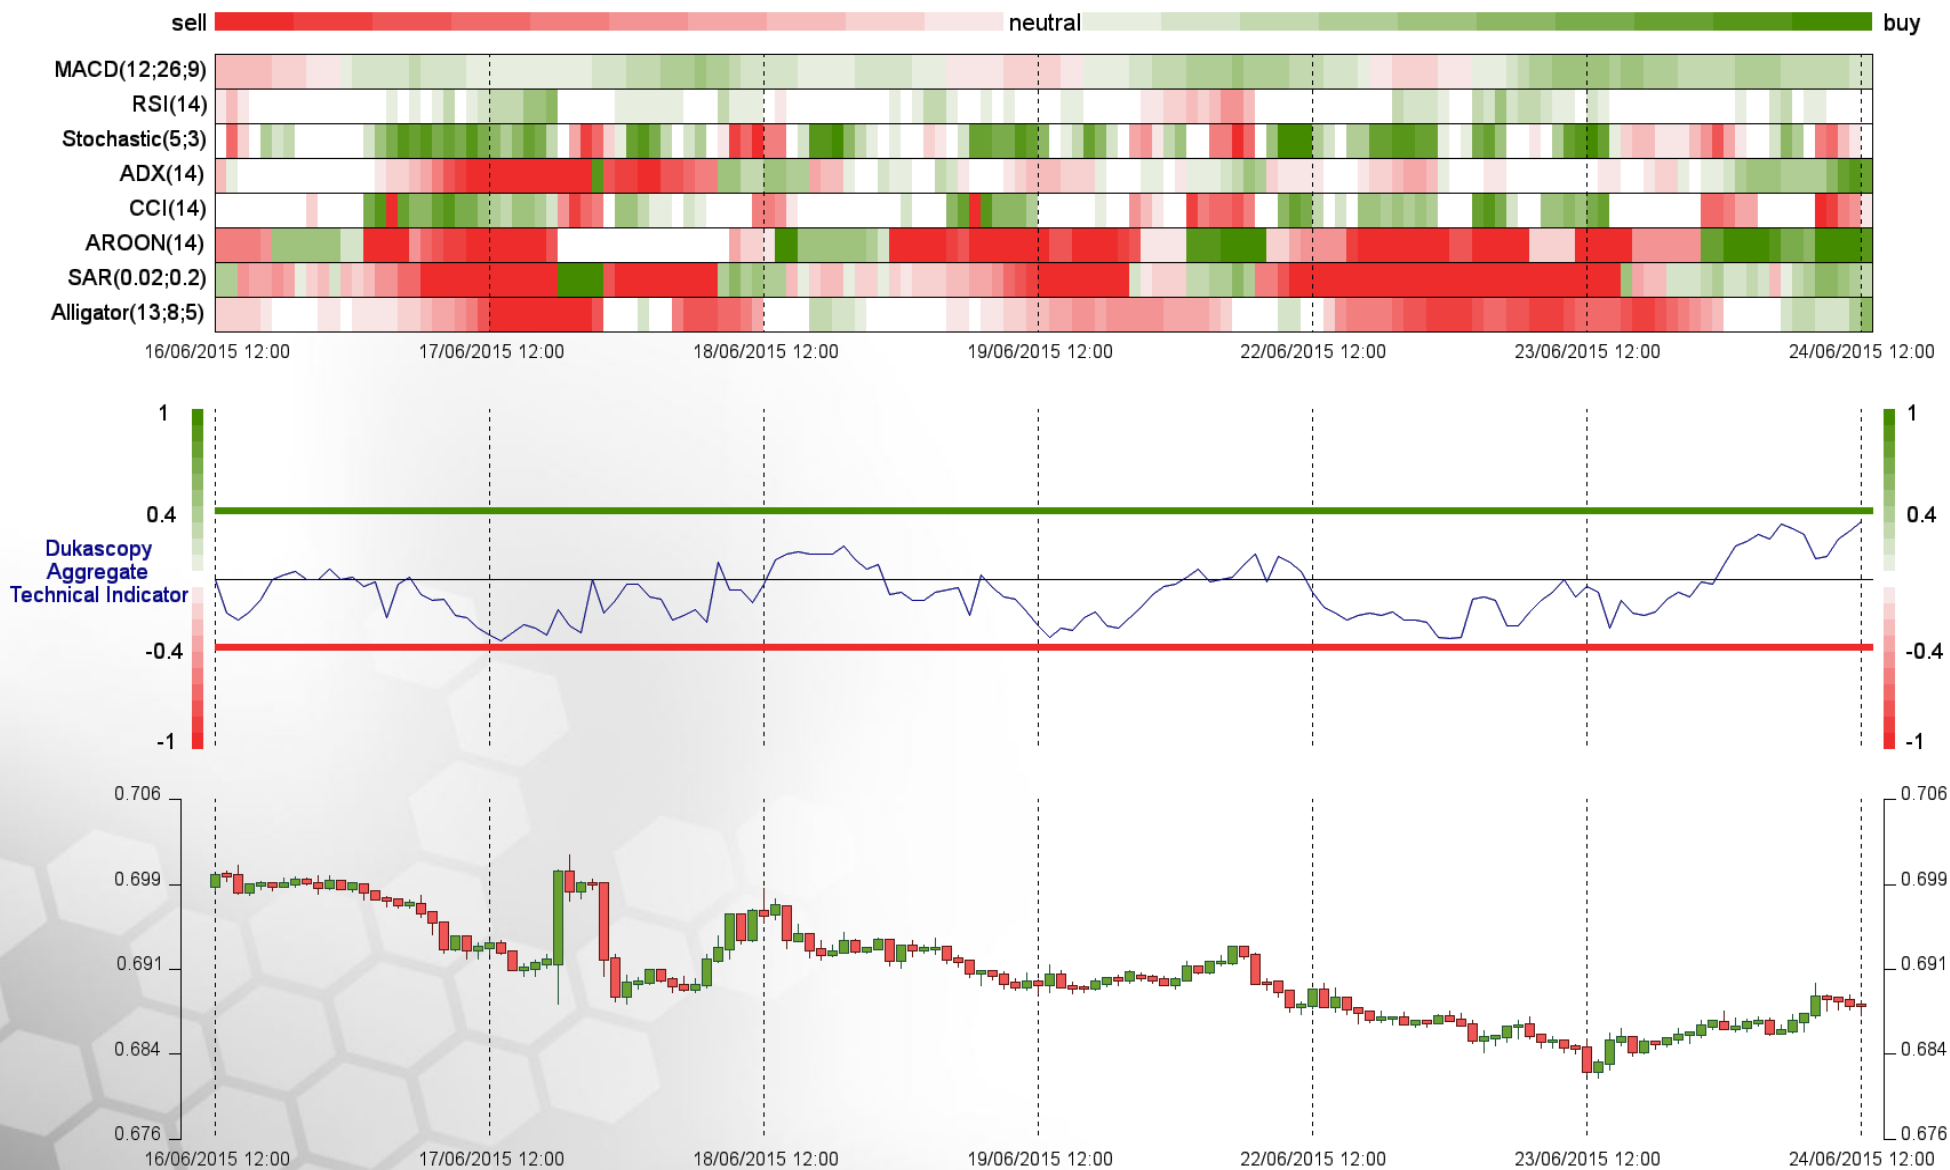 sell neutral buy
MACD(12;26;9)
RSI(14)
Stochastic(5;3)
ADX(14)
CCI(14)
AROON(14)
SAR(0.02;0.2)
Alligator(13;8;5)
16/06/2015 12:00 17/06/2015 12:00 18/06/2015 12:00 19/06/2015 12:00 22/06/2015 12:00 23/06/2015 12:00 24/06/2015 12:00
1 1
0.4 0.4
Dukascopy
Aggregate
Technical Indicator
-0.4 -0.4
-1 -1
0.706 0.706
0.699 0.699
0.691 0.691
0.684 0.684
0.676 0.676
16/06/2015 12:00 17/06/2015 12:00 18/06/2015 12:00 19/06/2015 12:00 22/06/2015 12:00 23/06/2015 12:00 24/06/2015 12:00